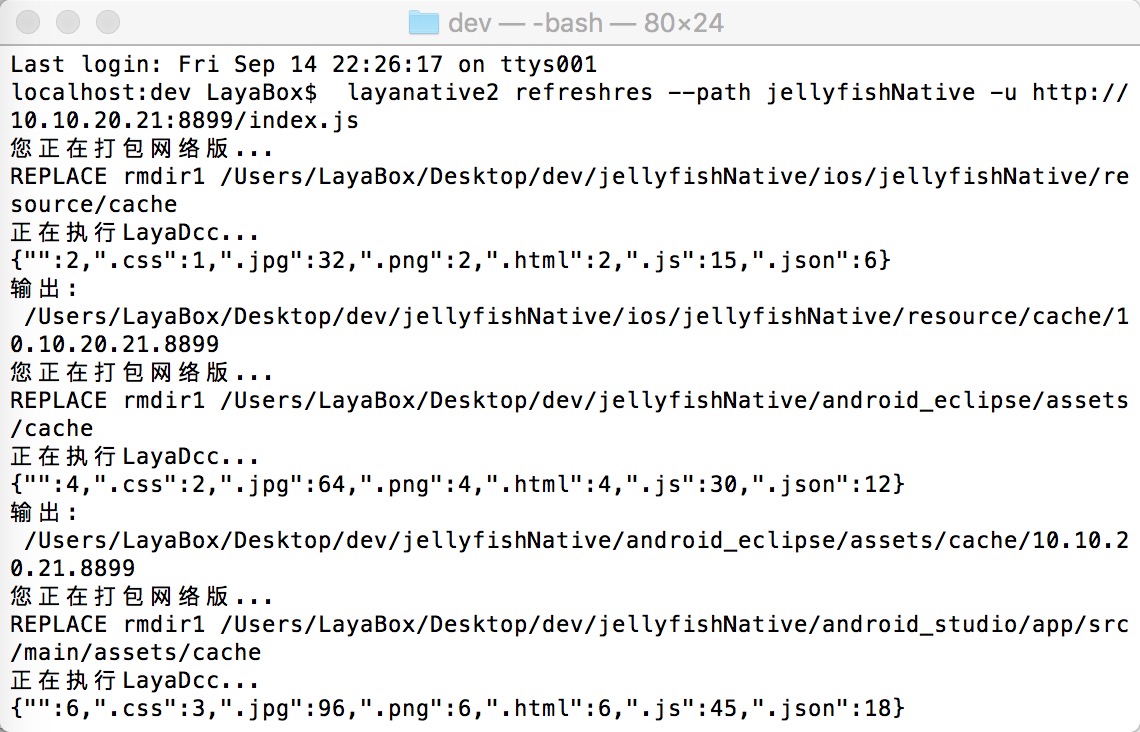 dev — -bash — 80×24
Last login: Fri Sep 14 22:26:17 on ttys001
localhost:dev LayaBox$  layanative2 refreshres --path jellyfishNative -u http://
10.10.20.21:8899/index.js
您正在打包网络版...
REPLACE rmdir1 /Users/LayaBox/Desktop/dev/jellyfishNative/ios/jellyfishNative/re
source/cache
正在执行LayaDcc...
{"":2,".css":1,".jpg":32,".png":2,".html":2,".js":15,".json":6}
输出:
 /Users/LayaBox/Desktop/dev/jellyfishNative/ios/jellyfishNative/resource/cache/1
0.10.20.21.8899
您正在打包网络版...
REPLACE rmdir1 /Users/LayaBox/Desktop/dev/jellyfishNative/android_eclipse/assets
/cache
正在执行LayaDcc...
{"":4,".css":2,".jpg":64,".png":4,".html":4,".js":30,".json":12}
输出:
 /Users/LayaBox/Desktop/dev/jellyfishNative/android_eclipse/assets/cache/10.10.2
0.21.8899
您正在打包网络版...
REPLACE rmdir1 /Users/LayaBox/Desktop/dev/jellyfishNative/android_studio/app/src
/main/assets/cache
正在执行LayaDcc...
{"":6,".css":3,".jpg":96,".png":6,".html":6,".js":45,".json":18}